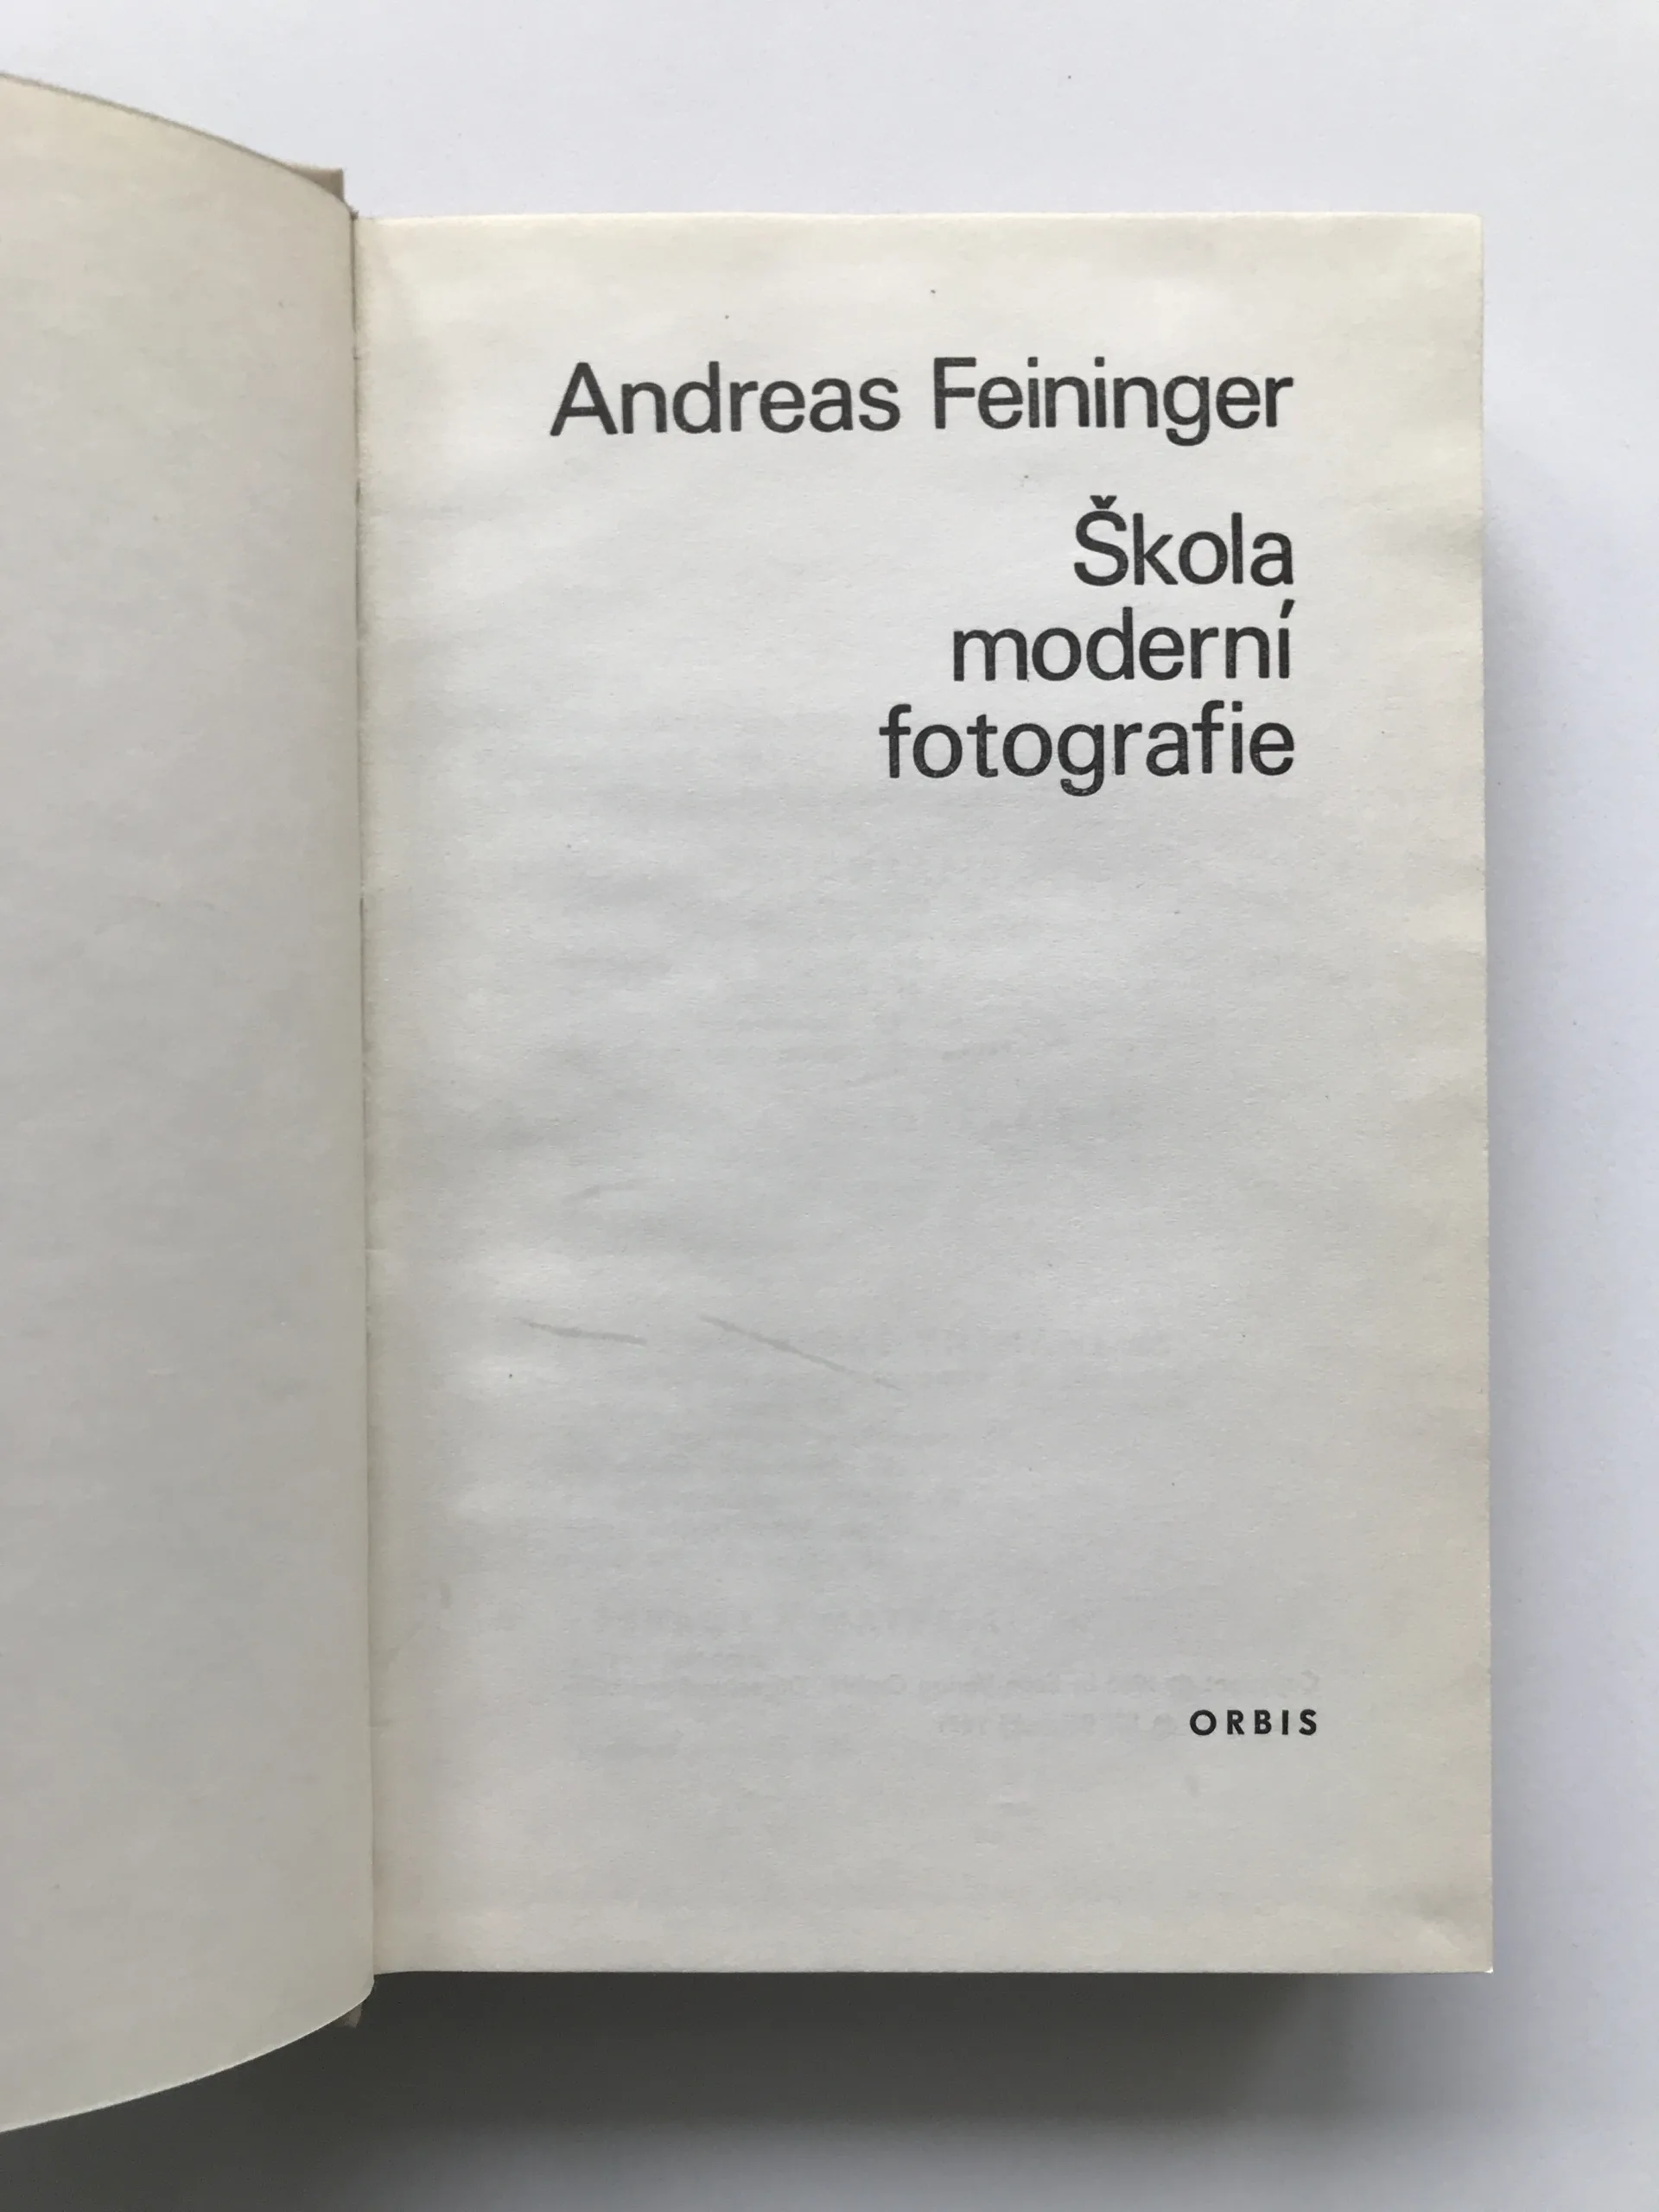 Andreas Feininger
Škola
moderní
fotografie
ORBIS